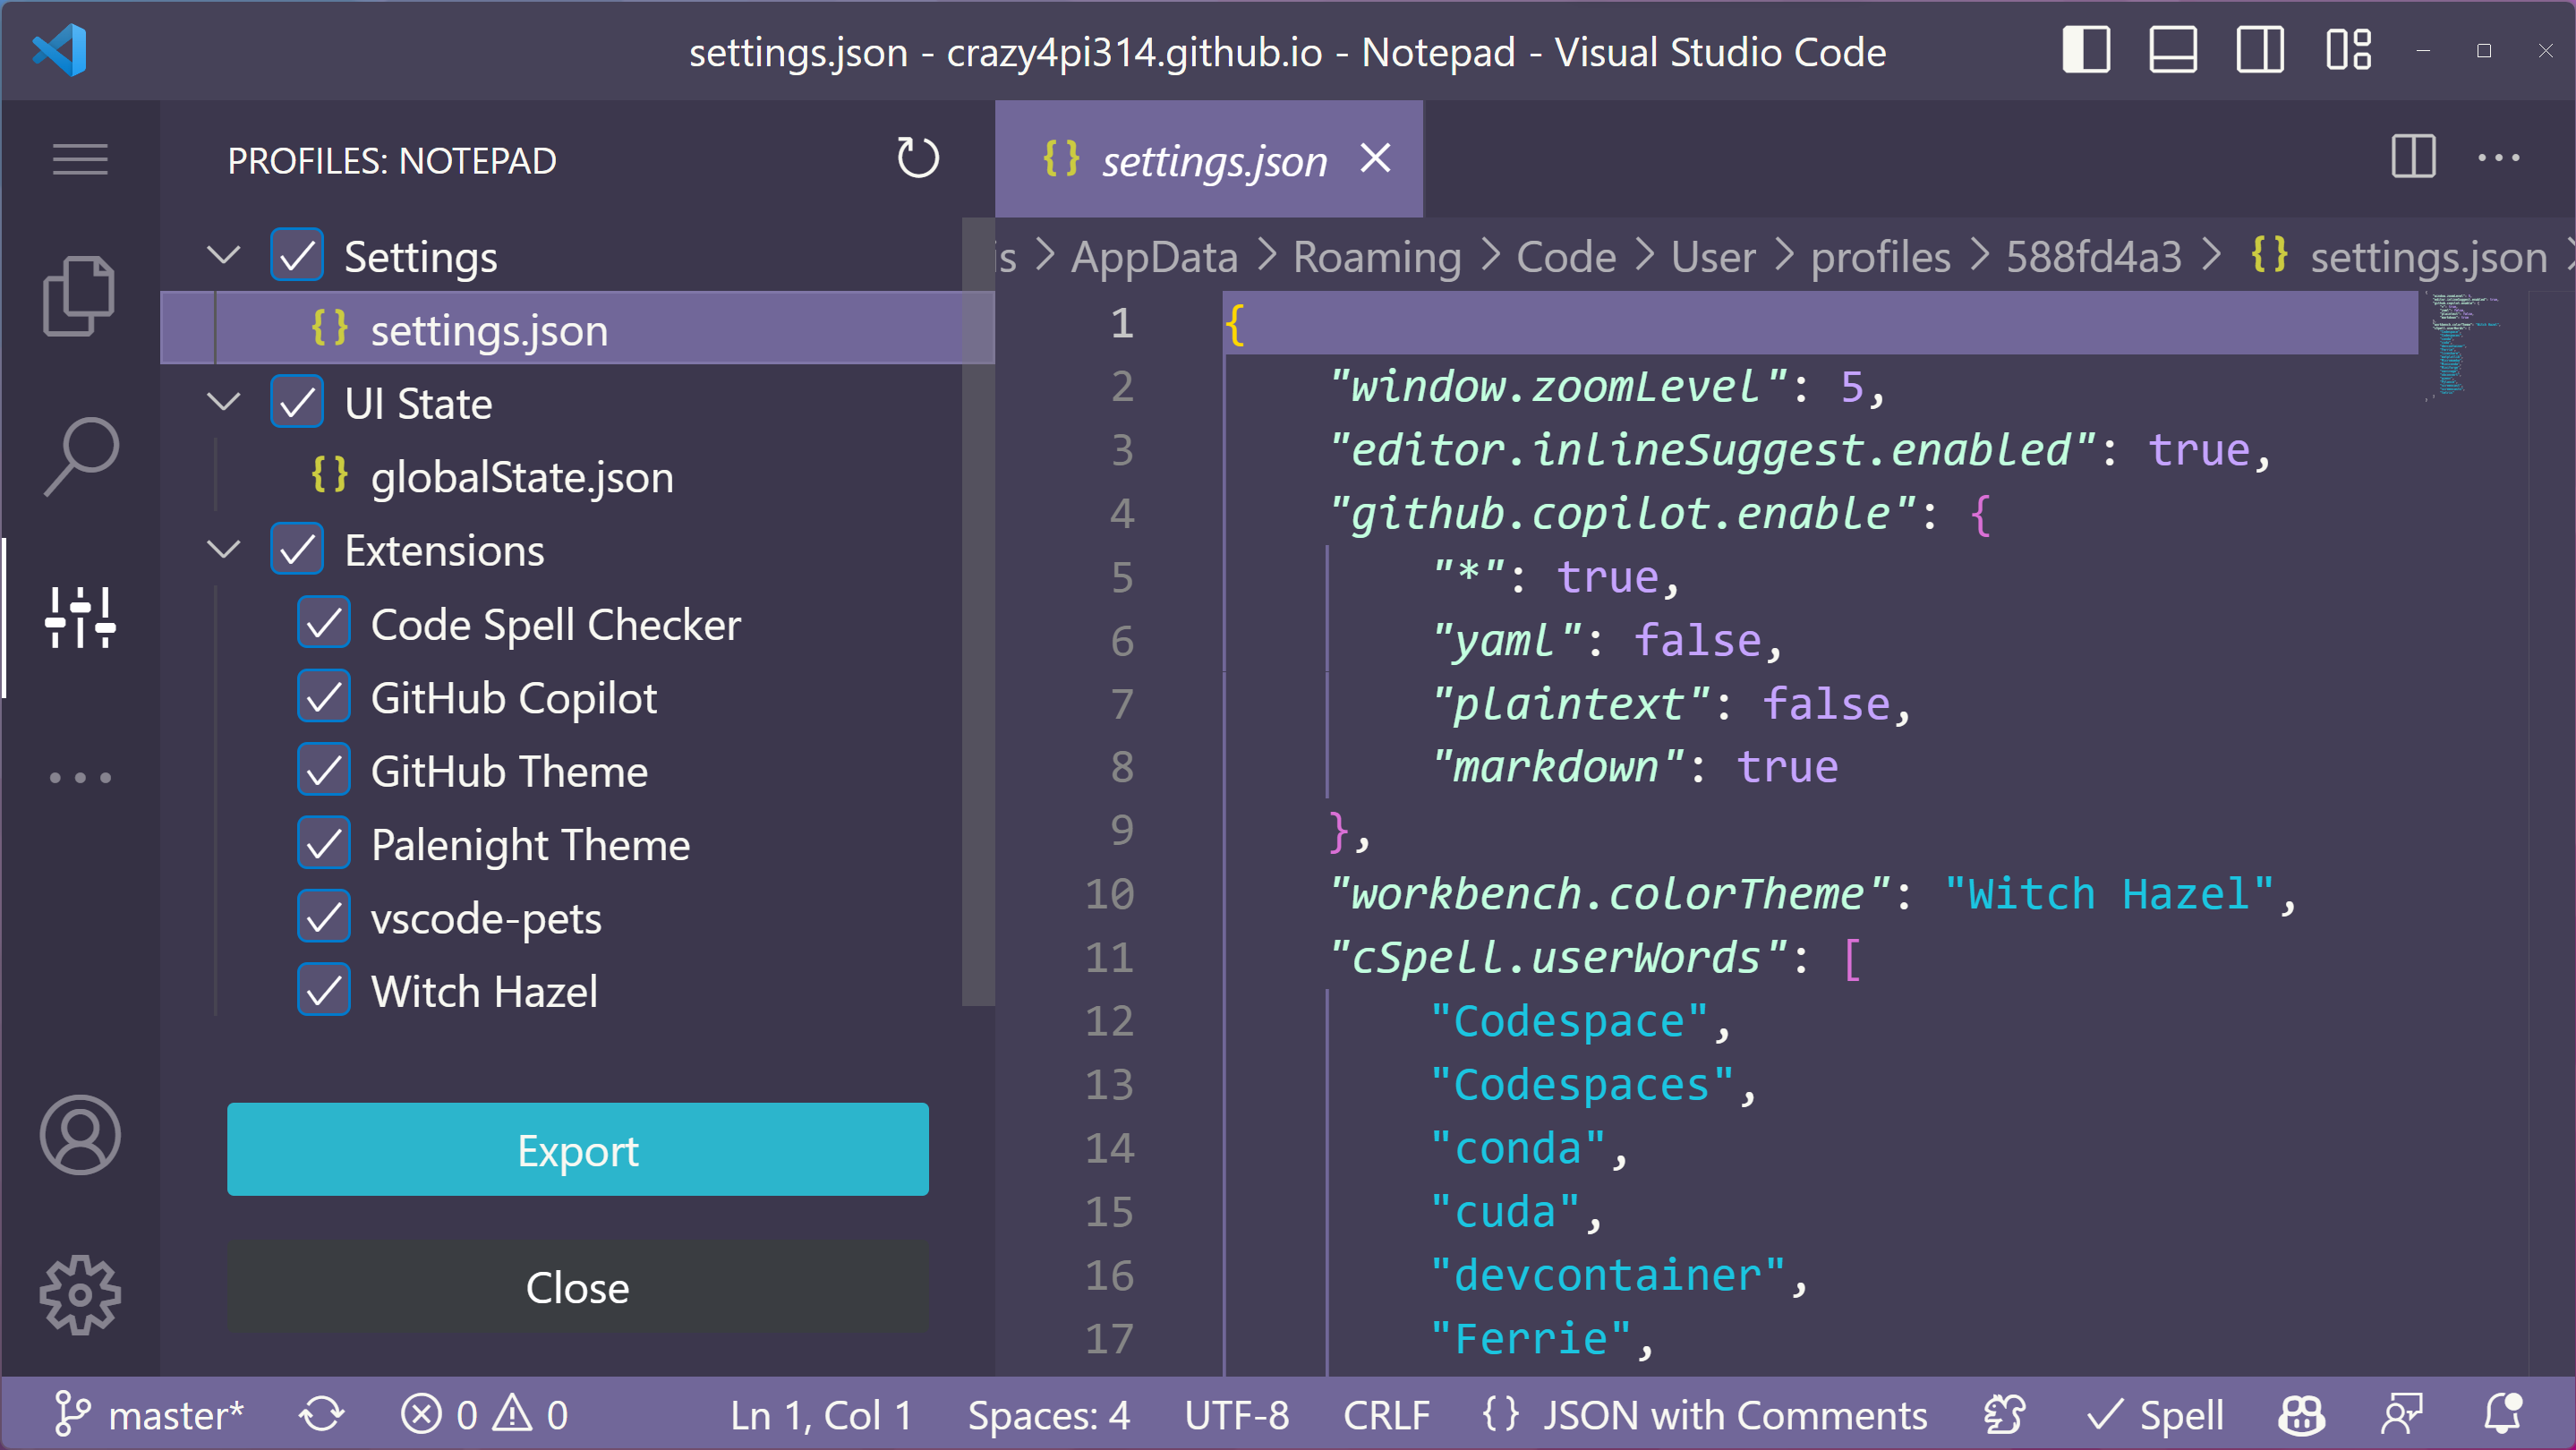 settings.json - crazy4pi314.github.io - Notepad - Visual Studio Code
PROFILES: NOTEPAD
Settings
{} settings.json
UI State
{} globalState.json
Extensions
Code Spell Checker
GitHub Copilot
GitHub Theme
Palenight Theme
vscode-pets
Witch Hazel
Export
Close
{} settings.json
is > AppData > Roaming > Code > User > profiles > 588fd4a3 > {} settings.json >
1 {
2 "window.zoomLevel": 5,
3 "editor.inlineSuggest.enabled": true,
4 "github.copilot.enable": {
5 "*": true,
6 "yaml": false,
7 "plaintext": false,
8 "markdown": true
9 },
10 "workbench.colorTheme": "Witch Hazel",
11 "cSpell.userWords": [
12 "Codespace",
13 "Codespaces",
14 "conda",
15 "cuda",
16 "devcontainer",
17 "Ferrie",
master* 0 0 Ln 1, Col 1 Spaces: 4 UTF-8 CRLF {} JSON with Comments Spell